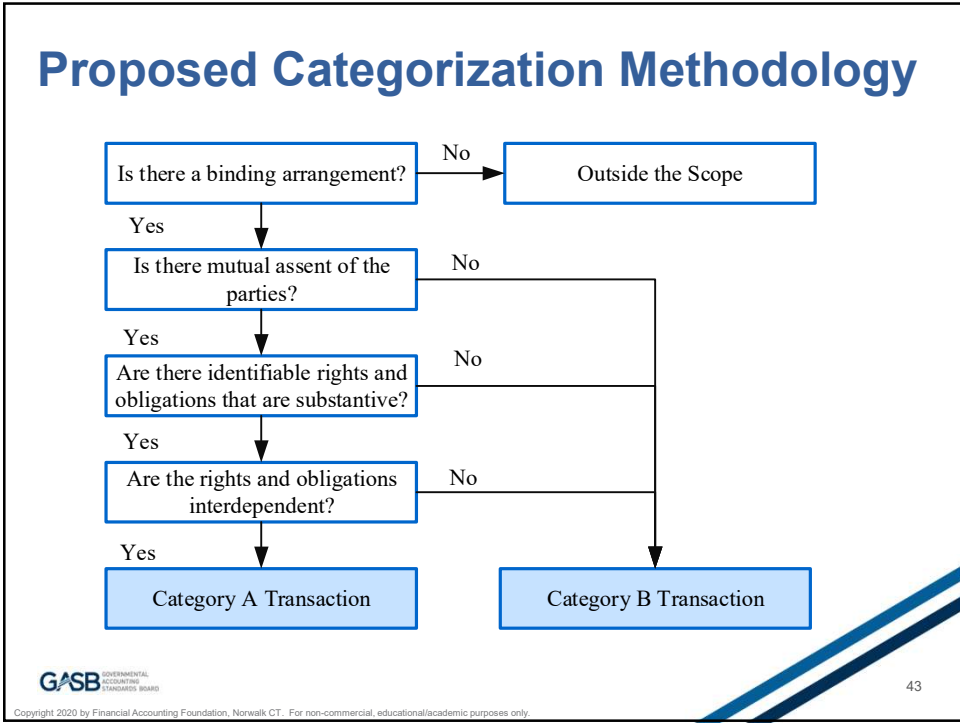 Proposed Categorization Methodology
Is there a binding arrangement?
No
Outside the Scope
Yes
Is there mutual assent of the
parties?
No
Yes
Are there identifiable rights and
obligations that are substantive?
No
Yes
Are the rights and obligations
interdependent?
No
Yes
Category A Transaction
Category B Transaction
GASB
GOVERNMENTAL
ACCOUNTING
STANDARDS BOARD
43
Copyright 2020 by Financial Accounting Foundation, Norwalk CT. For non-commercial, educational/academic purposes only.